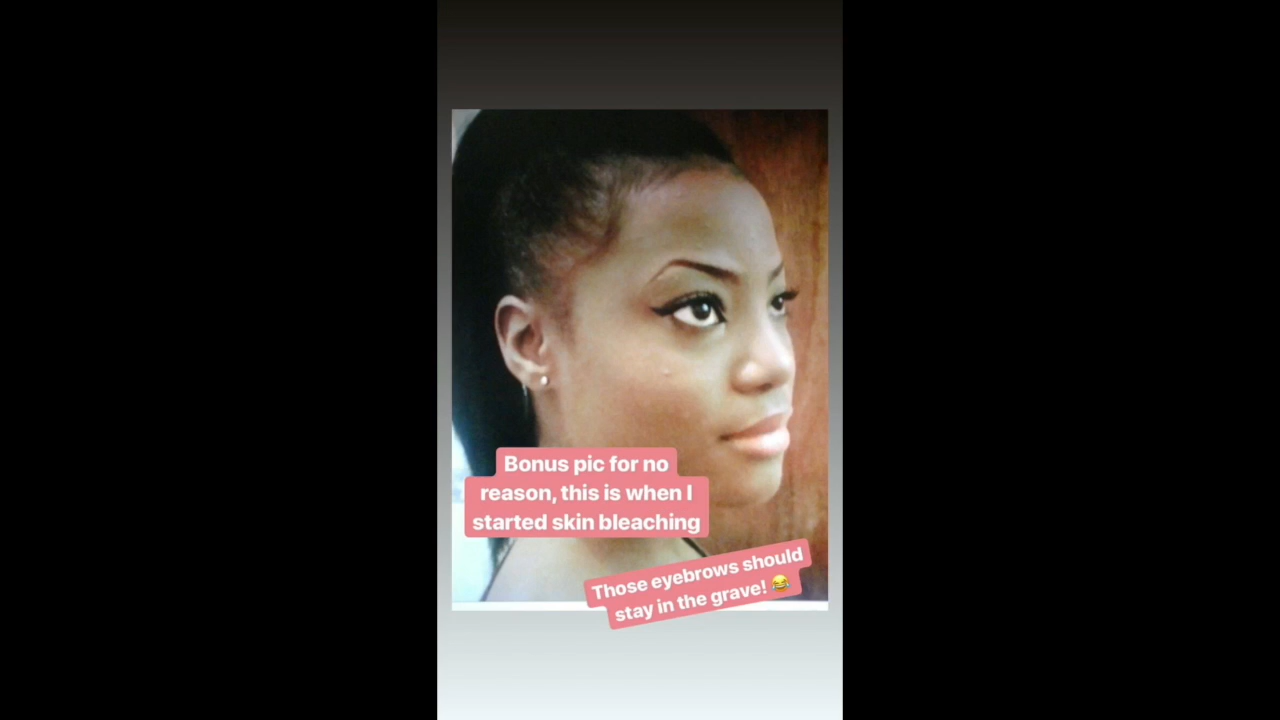 Bonus pic for no
reason, this is when I
started skin bleaching
Those eyebrows should
stay in the grave! 😂